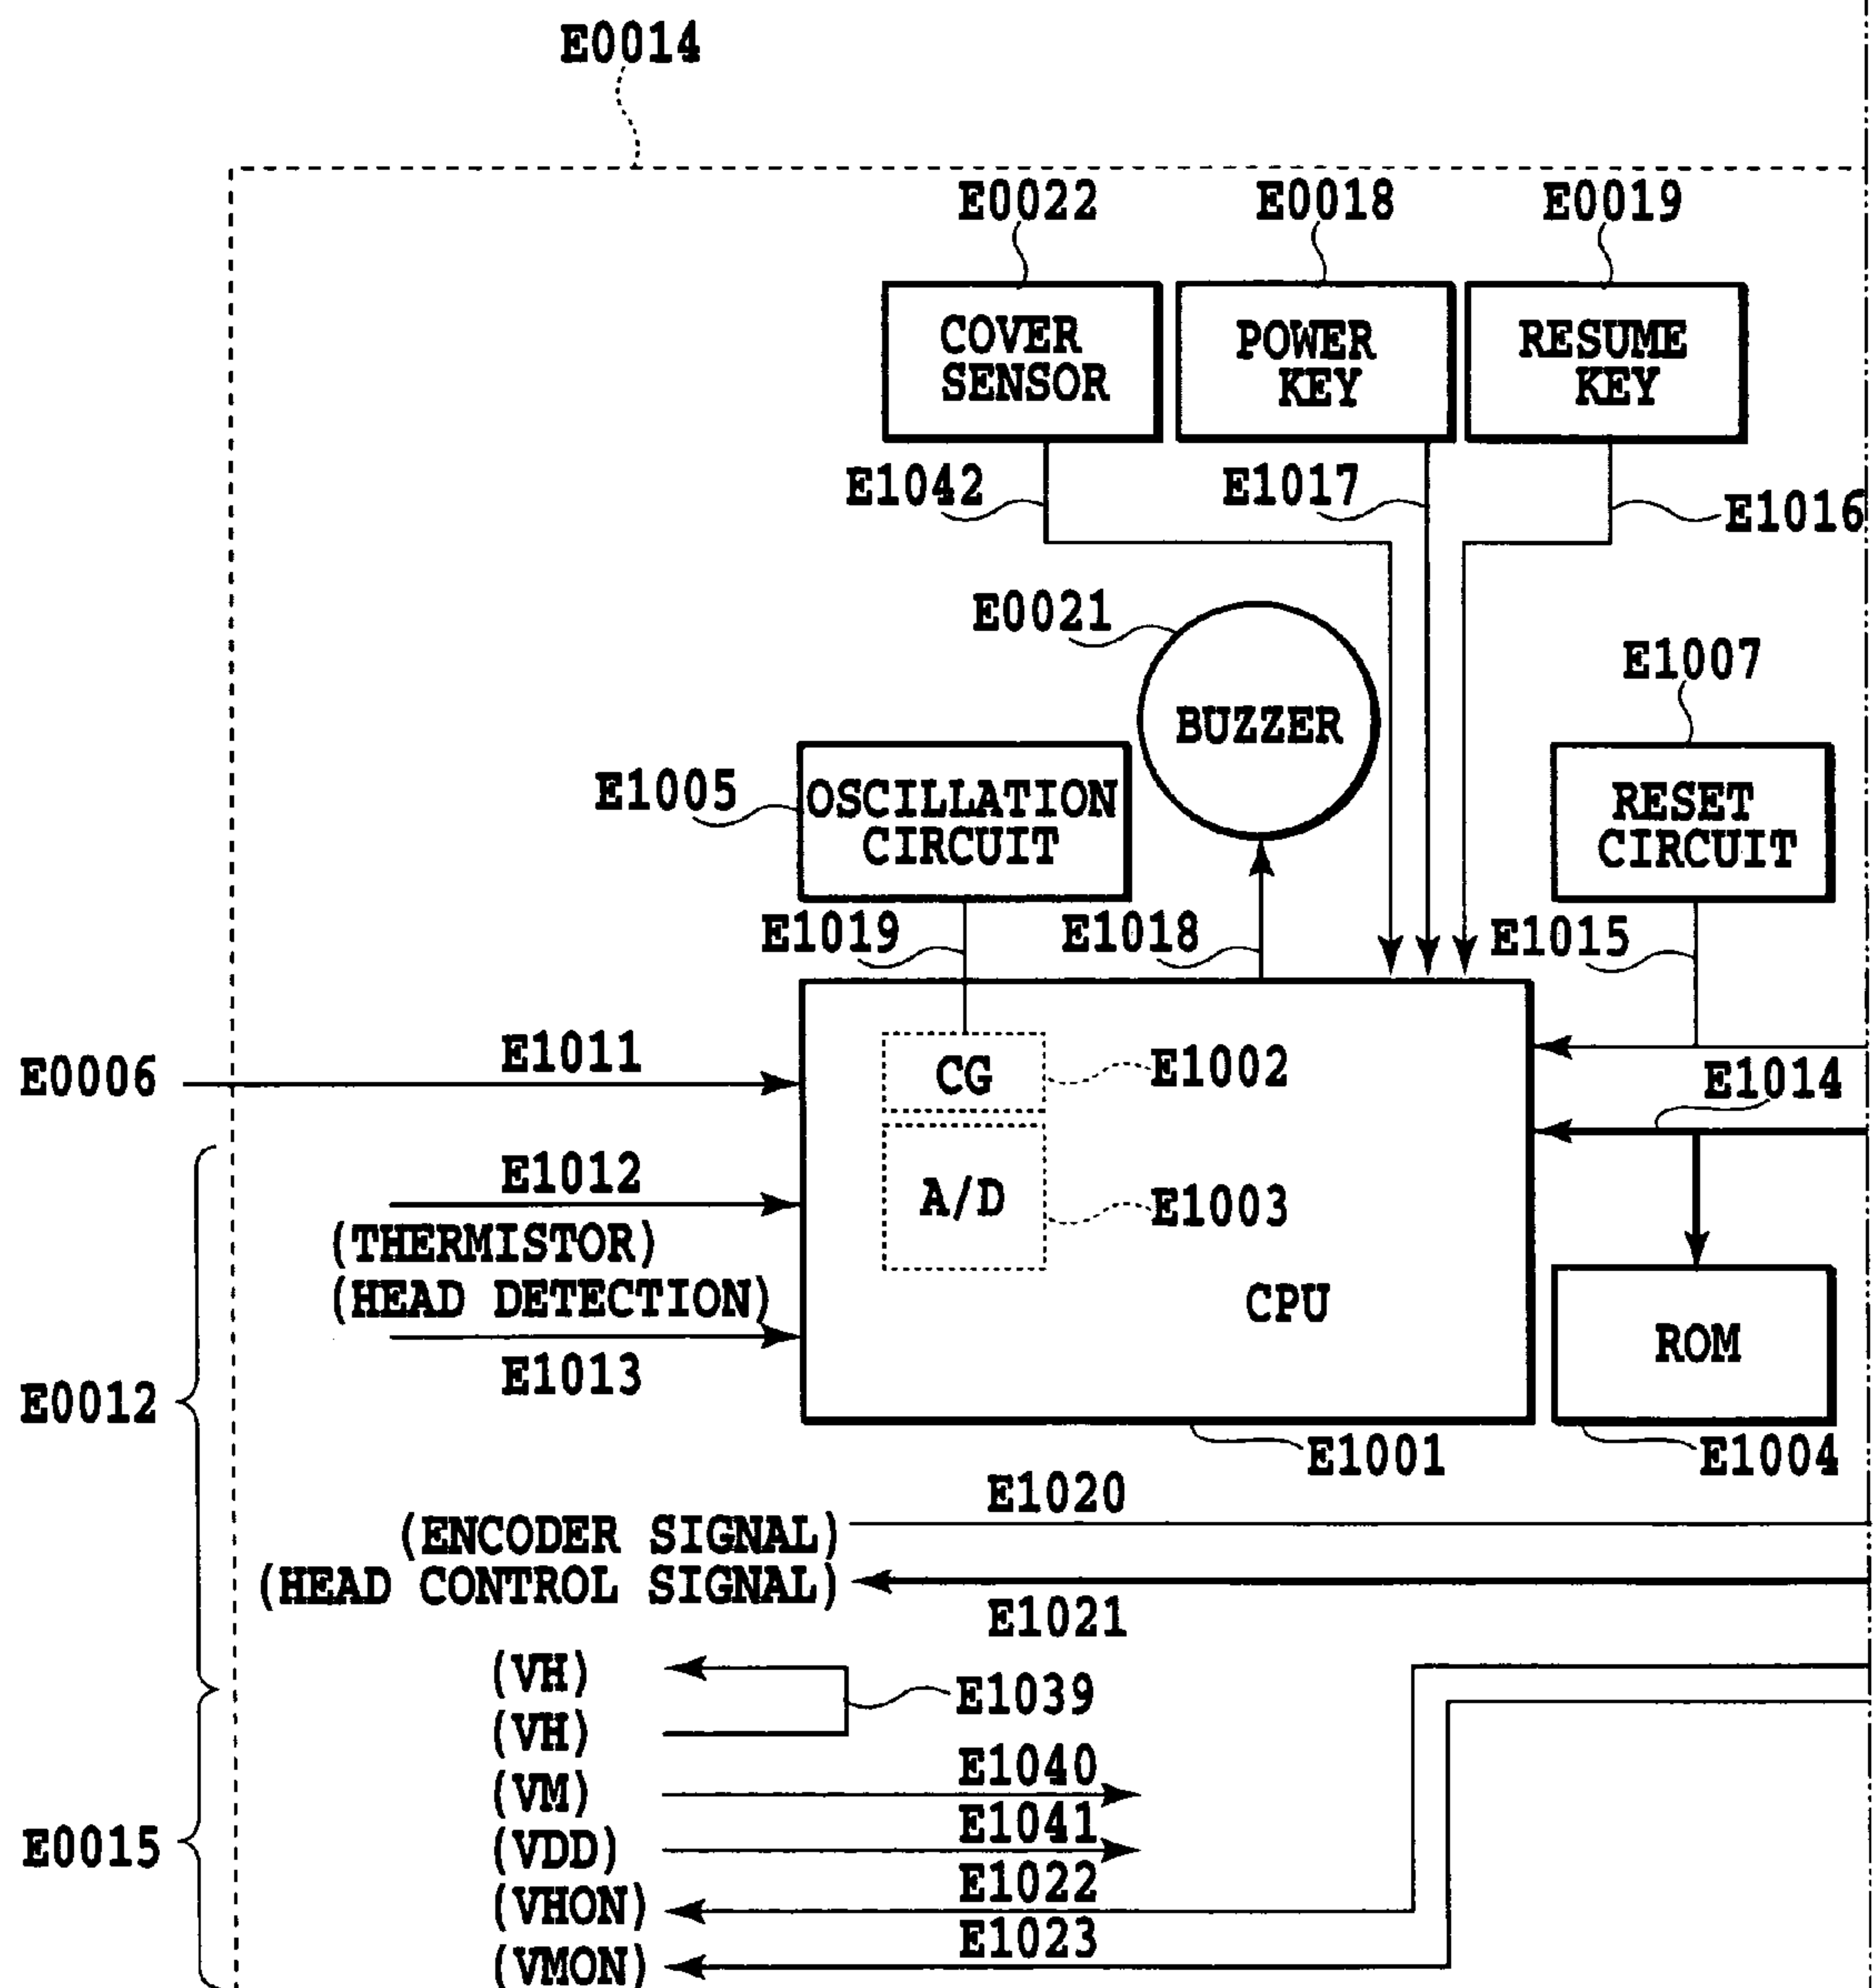 E0014
E0022
E0018
E0019
COVER
SENSOR
POWER
KEY
RESUME
KEY
E1042
E1017
E1016
E0021
E1007
BUZZER
E1005
OSCILLATION
CIRCUIT
RESET
CIRCUIT
E1019
E1018
E1015
E0006
E1011
CG
E1002
E1014
E1012
A/D
E1003
(THERMISTOR)
(HEAD DETECTION)
CPU
ROM
E1013
E0012
E1001
E1004
E1020
(ENCODER SIGNAL)
(HEAD CONTROL SIGNAL)
E1021
(VH)
E1039
(VH)
E1040
(VM)
E1041
E0015
(VDD)
E1022
(VHON)
E1023
(VMON)